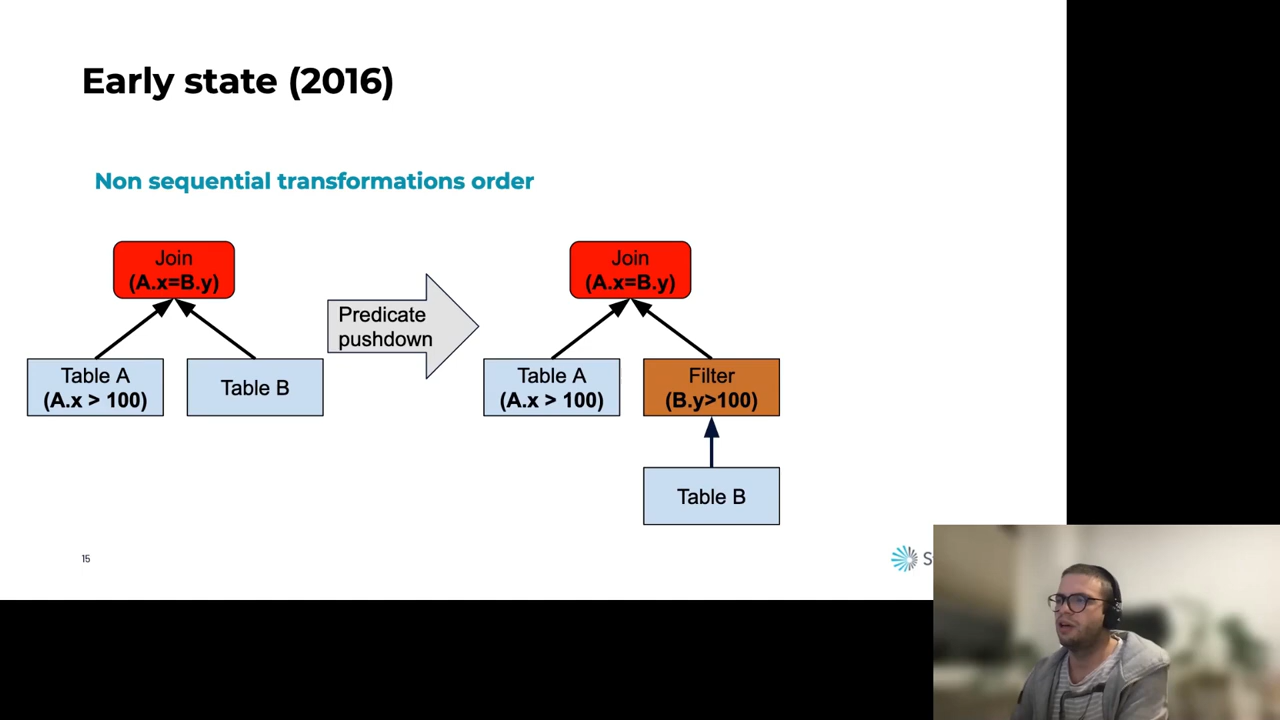 Early state (2016)
Non sequential transformations order
Join
(A.x=B.y)
Table A
(A.x > 100)
Table B
Predicate
pushdown
Join
(A.x=B.y)
Table A
(A.x > 100)
Filter
(B.y>100)
Table B
15